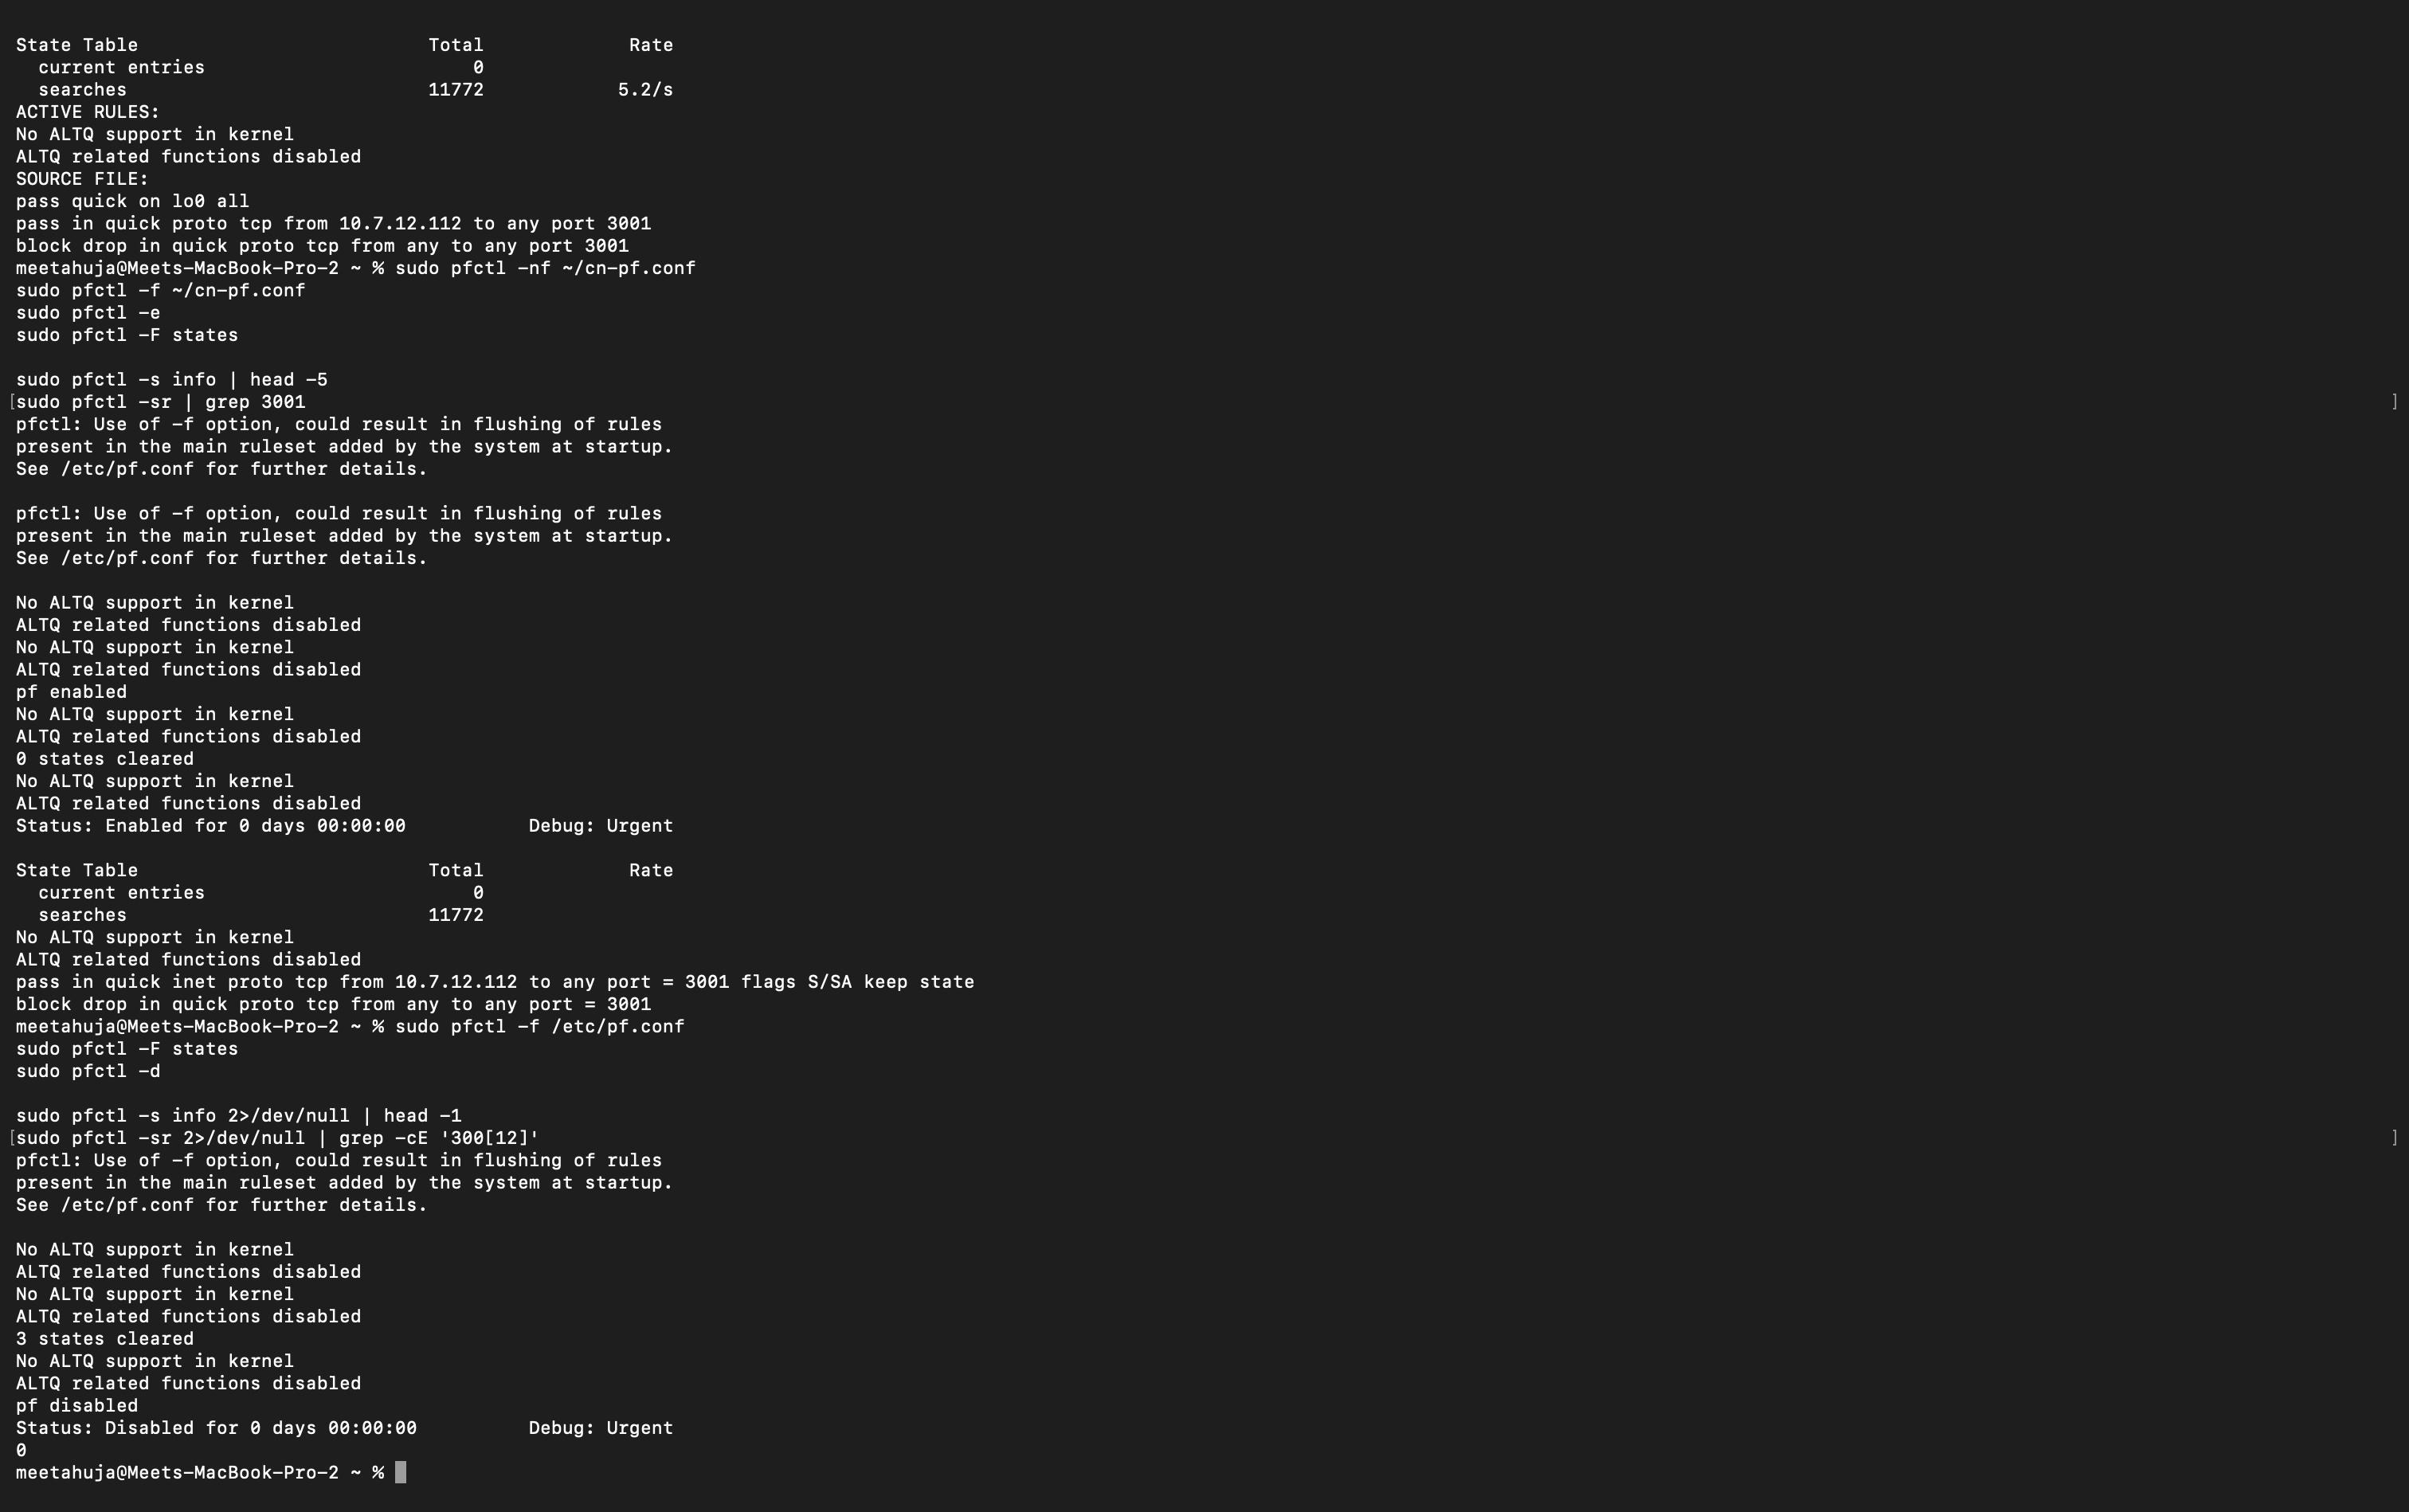 State Table                          Total             Rate
  current entries                        0
  searches                           11772            5.2/s
ACTIVE RULES:
No ALTQ support in kernel
ALTQ related functions disabled
SOURCE FILE:
pass quick on lo0 all
pass in quick proto tcp from 10.7.12.112 to any port 3001
block drop in quick proto tcp from any to any port 3001
meetahuja@Meets-MacBook-Pro-2 ~ % sudo pfctl -nf ~/cn-pf.conf
sudo pfctl -f ~/cn-pf.conf
sudo pfctl -e
sudo pfctl -F states

sudo pfctl -s info | head -5
[sudo pfctl -sr | grep 3001 ]
pfctl: Use of -f option, could result in flushing of rules
present in the main ruleset added by the system at startup.
See /etc/pf.conf for further details.

pfctl: Use of -f option, could result in flushing of rules
present in the main ruleset added by the system at startup.
See /etc/pf.conf for further details.

No ALTQ support in kernel
ALTQ related functions disabled
No ALTQ support in kernel
ALTQ related functions disabled
pf enabled
No ALTQ support in kernel
ALTQ related functions disabled
0 states cleared
No ALTQ support in kernel
ALTQ related functions disabled
Status: Enabled for 0 days 00:00:00           Debug: Urgent

State Table                          Total             Rate
  current entries                        0
  searches                           11772
No ALTQ support in kernel
ALTQ related functions disabled
pass in quick inet proto tcp from 10.7.12.112 to any port = 3001 flags S/SA keep state
block drop in quick proto tcp from any to any port = 3001
meetahuja@Meets-MacBook-Pro-2 ~ % sudo pfctl -f /etc/pf.conf
sudo pfctl -F states
sudo pfctl -d

sudo pfctl -s info 2>/dev/null | head -1
[sudo pfctl -sr 2>/dev/null | grep -cE '300[12]' ]
pfctl: Use of -f option, could result in flushing of rules
present in the main ruleset added by the system at startup.
See /etc/pf.conf for further details.

No ALTQ support in kernel
ALTQ related functions disabled
No ALTQ support in kernel
ALTQ related functions disabled
3 states cleared
No ALTQ support in kernel
ALTQ related functions disabled
pf disabled
Status: Disabled for 0 days 00:00:00          Debug: Urgent
0
meetahuja@Meets-MacBook-Pro-2 ~ %